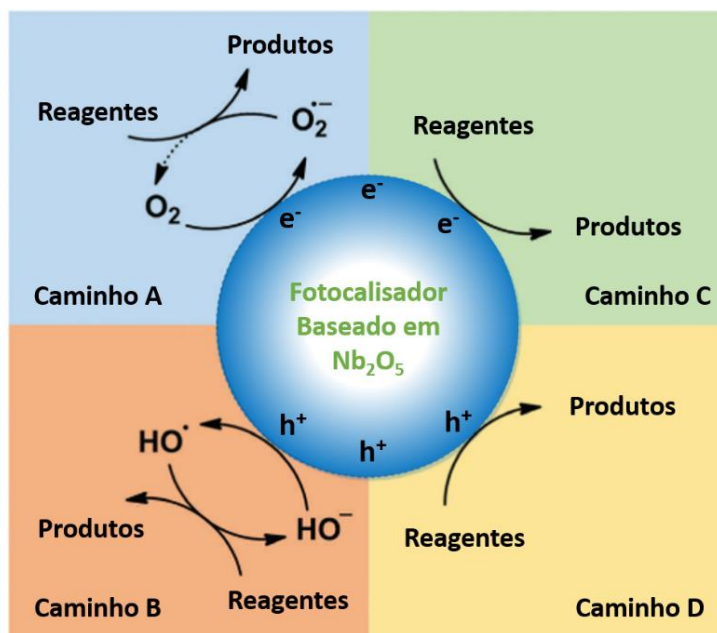 Produtos
Reagentes
O₂•⁻
O₂
e⁻
Caminho A
Reagentes
e⁻
e⁻
Produtos
Caminho C
Fotocalisador
Baseado em
Nb₂O₅
HO•
h⁺
HO⁻
Produtos
Reagentes
Caminho B
h⁺
h⁺
Produtos
Reagentes
Caminho D